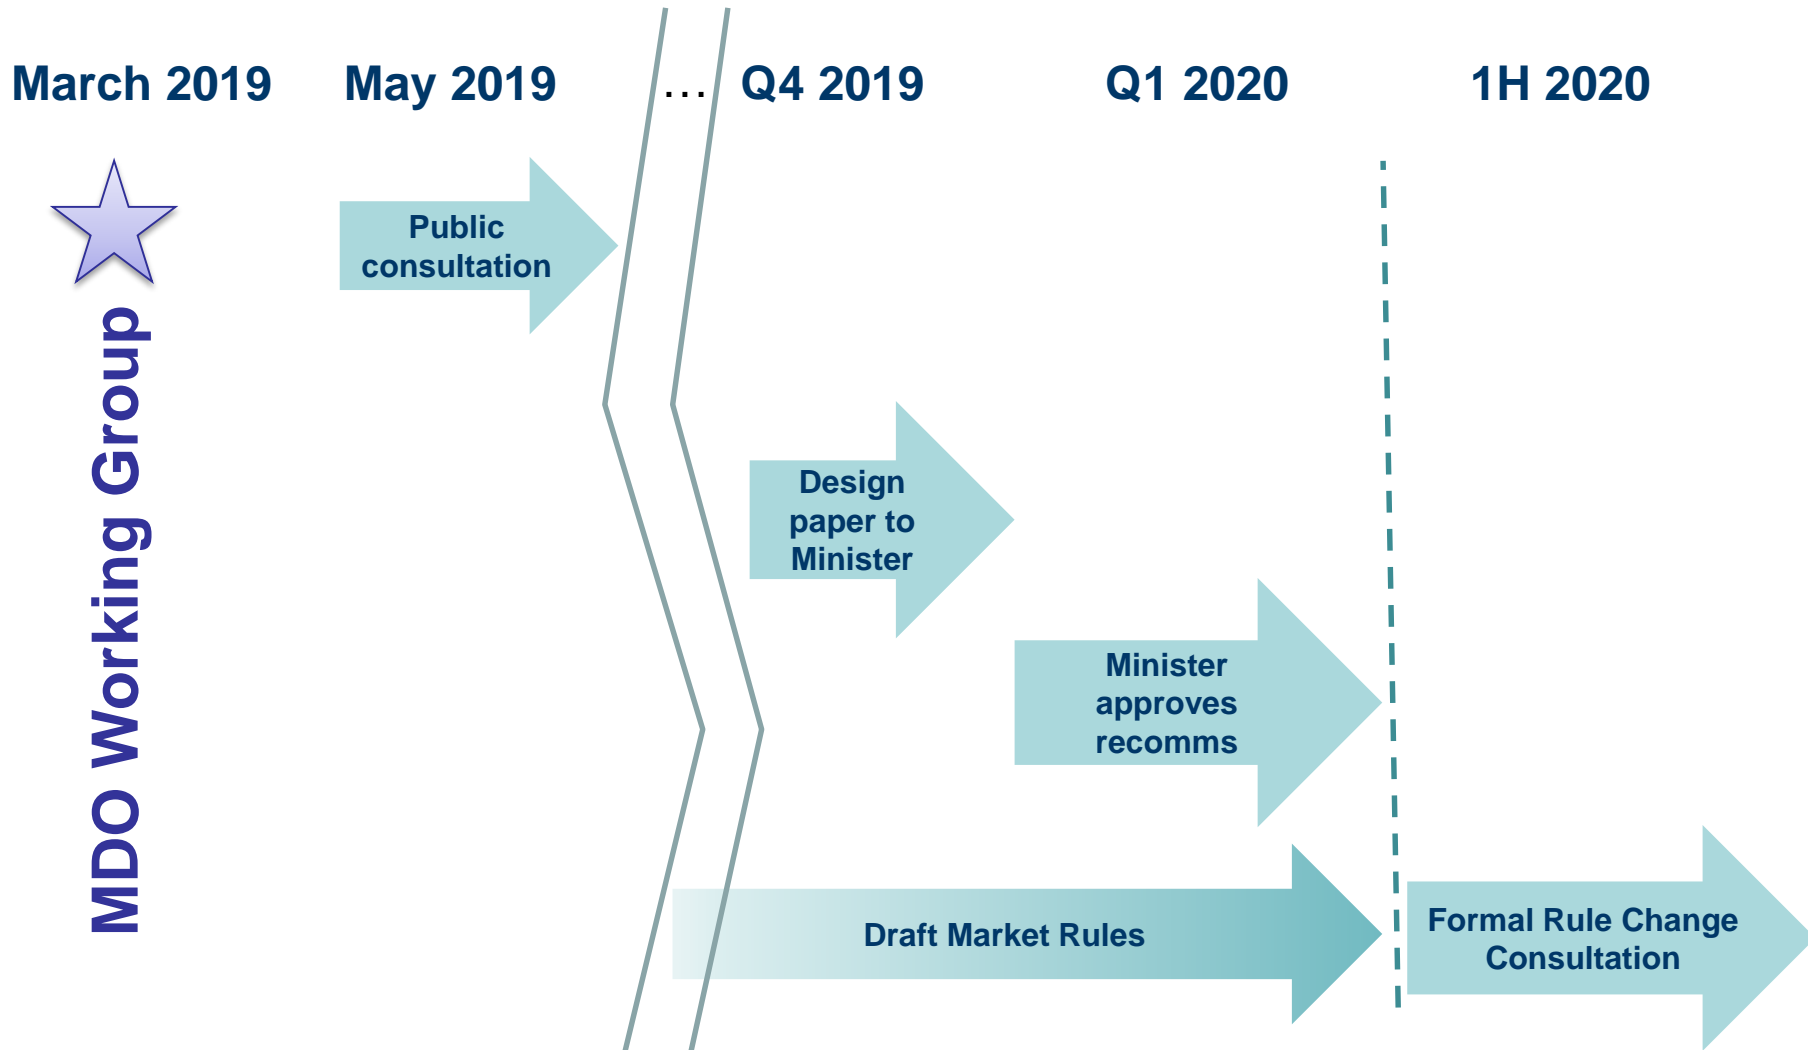 March 2019 May 2019 ... Q4 2019 Q1 2020 1H 2020
MDO Working Group
Public
consultation
Design
paper to
Minister
Minister
approves
recomms
Draft Market Rules
Formal Rule Change
Consultation